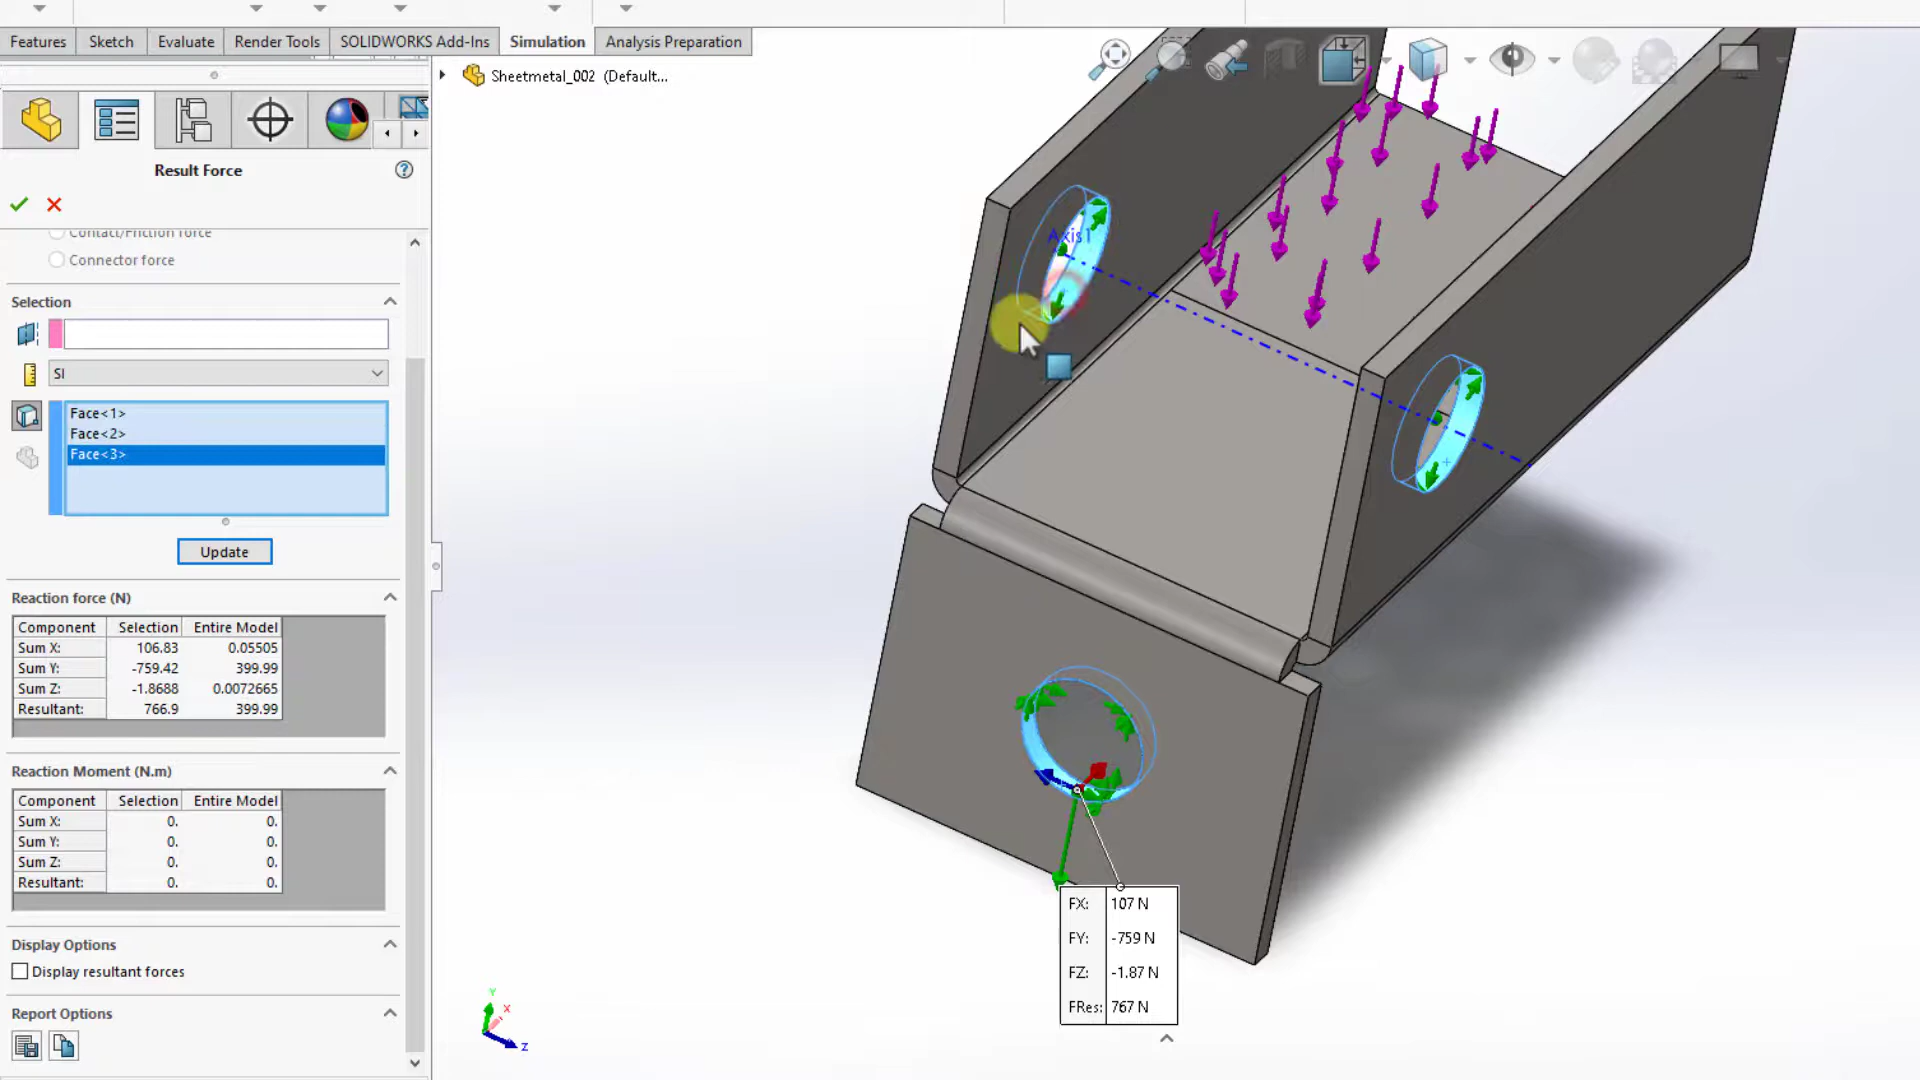 Features Sketch Evaluate Render Tools SOLIDWORKS Add-Ins Simulation Analysis Preparation
Sheetmetal_002 (Default...
Result Force
Contact/Friction force
Connector force
Selection
SI
Face<1>
Face<2>
Face<3>
Update
Reaction force (N)
Component Selection Entire Model
Sum X: 106.83 0.05505
Sum Y: -759.42 399.99
Sum Z: -1.8688 0.0072665
Resultant: 766.9 399.99
Reaction Moment (N.m)
Component Selection Entire Model
Sum X: 0. 0.
Sum Y: 0. 0.
Sum Z: 0. 0.
Resultant: 0. 0.
Display Options
Display resultant forces
Report Options
Axis1
FX: 107 N
FY: -759 N
FZ: -1.87 N
FRes: 767 N
Y
X
Z